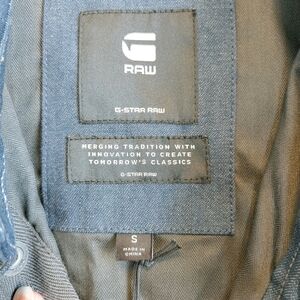 RAW
G-STAR RAW
MERGING TRADITION WITH
INNOVATION TO CREATE
TOMORROW'S CLASSICS
G-STAR RAW
S
MADE IN
CHINA